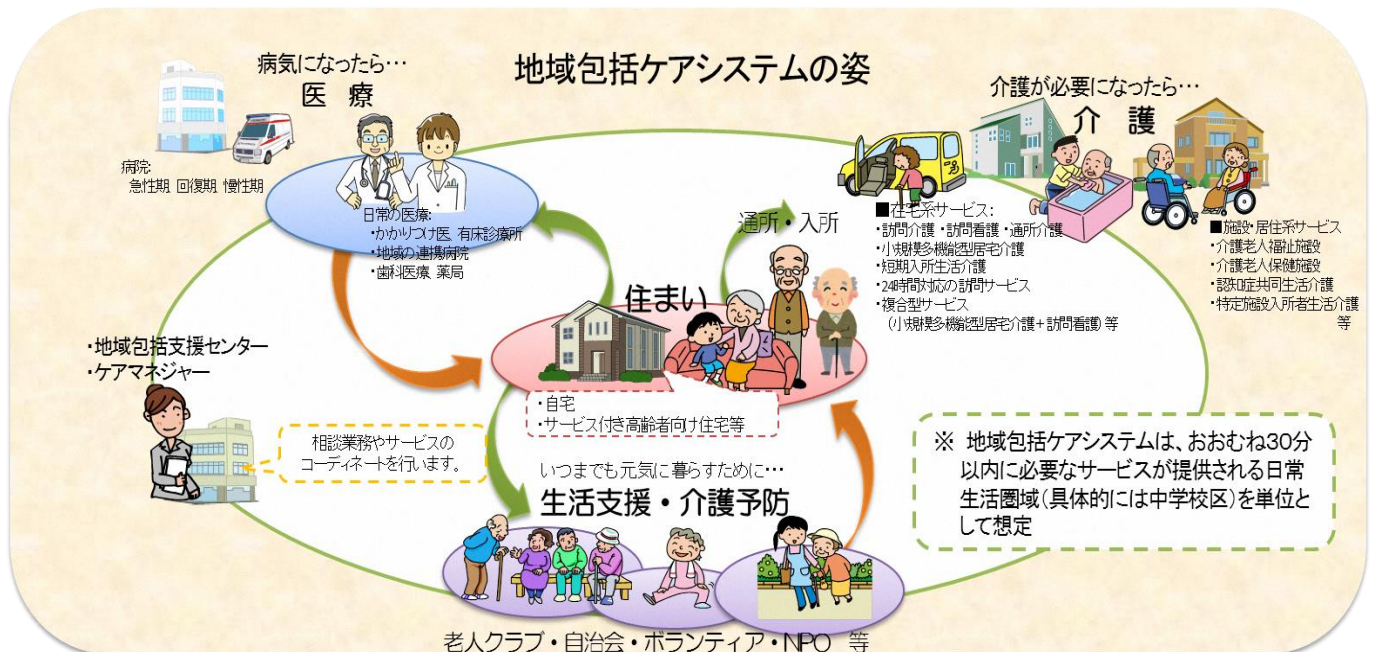 地域包括ケアシステムの姿
病気になったら…
医 療
病院:
急性期、回復期、慢性期
日常の医療:
・かかりつけ医、有床診療所
・地域の連携病院
・歯科医療、薬局
介護が必要になったら…
介 護
通所・入所
■在宅系サービス:
・訪問介護・訪問看護・通所介護
・小規模多機能型居宅介護
・短期入所生活介護
・24時間対応の訪問サービス
・複合型サービス
(小規模多機能型居宅介護+訪問看護)等
■施設・居住系サービス
・介護老人福祉施設
・介護老人保健施設
・認知症共同生活介護
・特定施設入所者生活介護
等
住まい
・自宅
・サービス付き高齢者向け住宅等
・地域包括支援センター
・ケアマネジャー
相談業務やサービスの
コーディネートを行います。
いつまでも元気に暮らすために…
生活支援・介護予防
老人クラブ・自治会・ボランティア・NPO 等
※ 地域包括ケアシステムは、おおむね30分
以内に必要なサービスが提供される日常
生活圏域(具体的には中学校区)を単位と
して想定